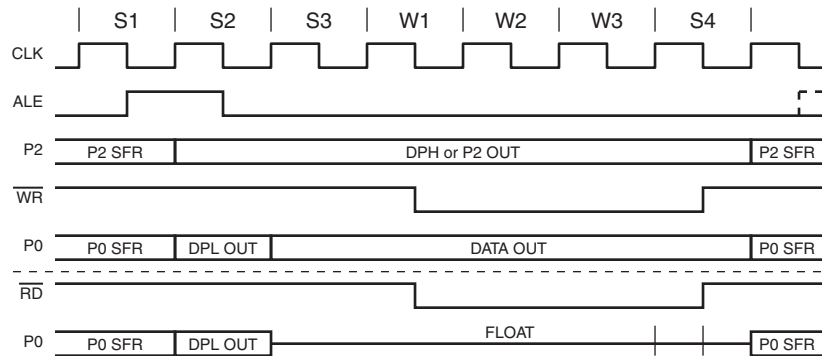 S1 S2 S3 W1 W2 W3 S4
CLK
ALE
P2 P2 SFR DPH or P2 OUT P2 SFR
WR
P0 P0 SFR DPL OUT DATA OUT P0 SFR
RD
P0 P0 SFR DPL OUT FLOAT P0 SFR